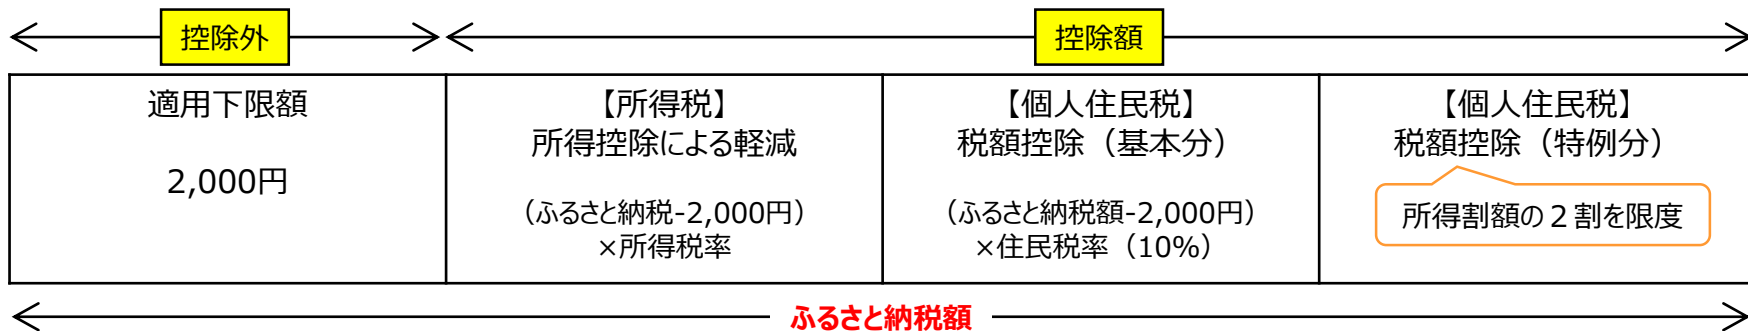 控除外
控除額
適用下限額
2,000円
【所得税】
所得控除による軽減
（ふるさと納税-2,000円）
×所得税率
【個人住民税】
税額控除（基本分）
（ふるさと納税額-2,000円）
×住民税率（10%）
【個人住民税】
税額控除（特例分）
所得割額の２割を限度
ふるさと納税額